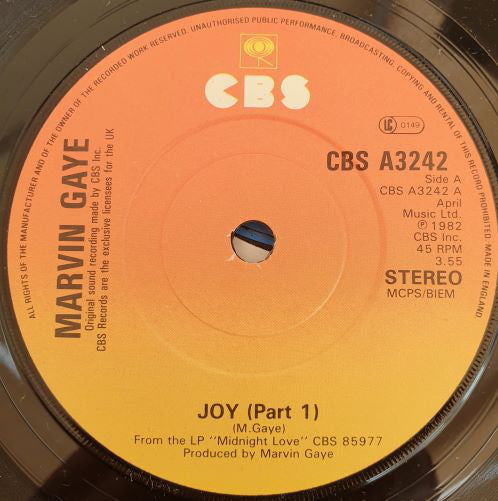 ALL RIGHTS OF THE MANUFACTURER AND OF THE OWNER OF THE RECORDED WORK RESERVED. UNAUTHORISED PUBLIC PERFORMANCE, BROADCASTING, COPYING AND RENTAL OF THIS RECORD PROHIBITED MADE IN ENGLAND
CBS
LC 0149
MARVIN GAYE
Original sound recording made by CBS Inc.
CBS Records are the exclusive licensees for the UK
CBS A3242
Side A
CBS A3242 A
April
Music Ltd.
℗ 1982
CBS Inc.
45 RPM
3.55
STEREO
MCPS/BIEM
JOY (Part 1)
(M.Gaye)
From the LP "Midnight Love" CBS 85977
Produced by Marvin Gaye